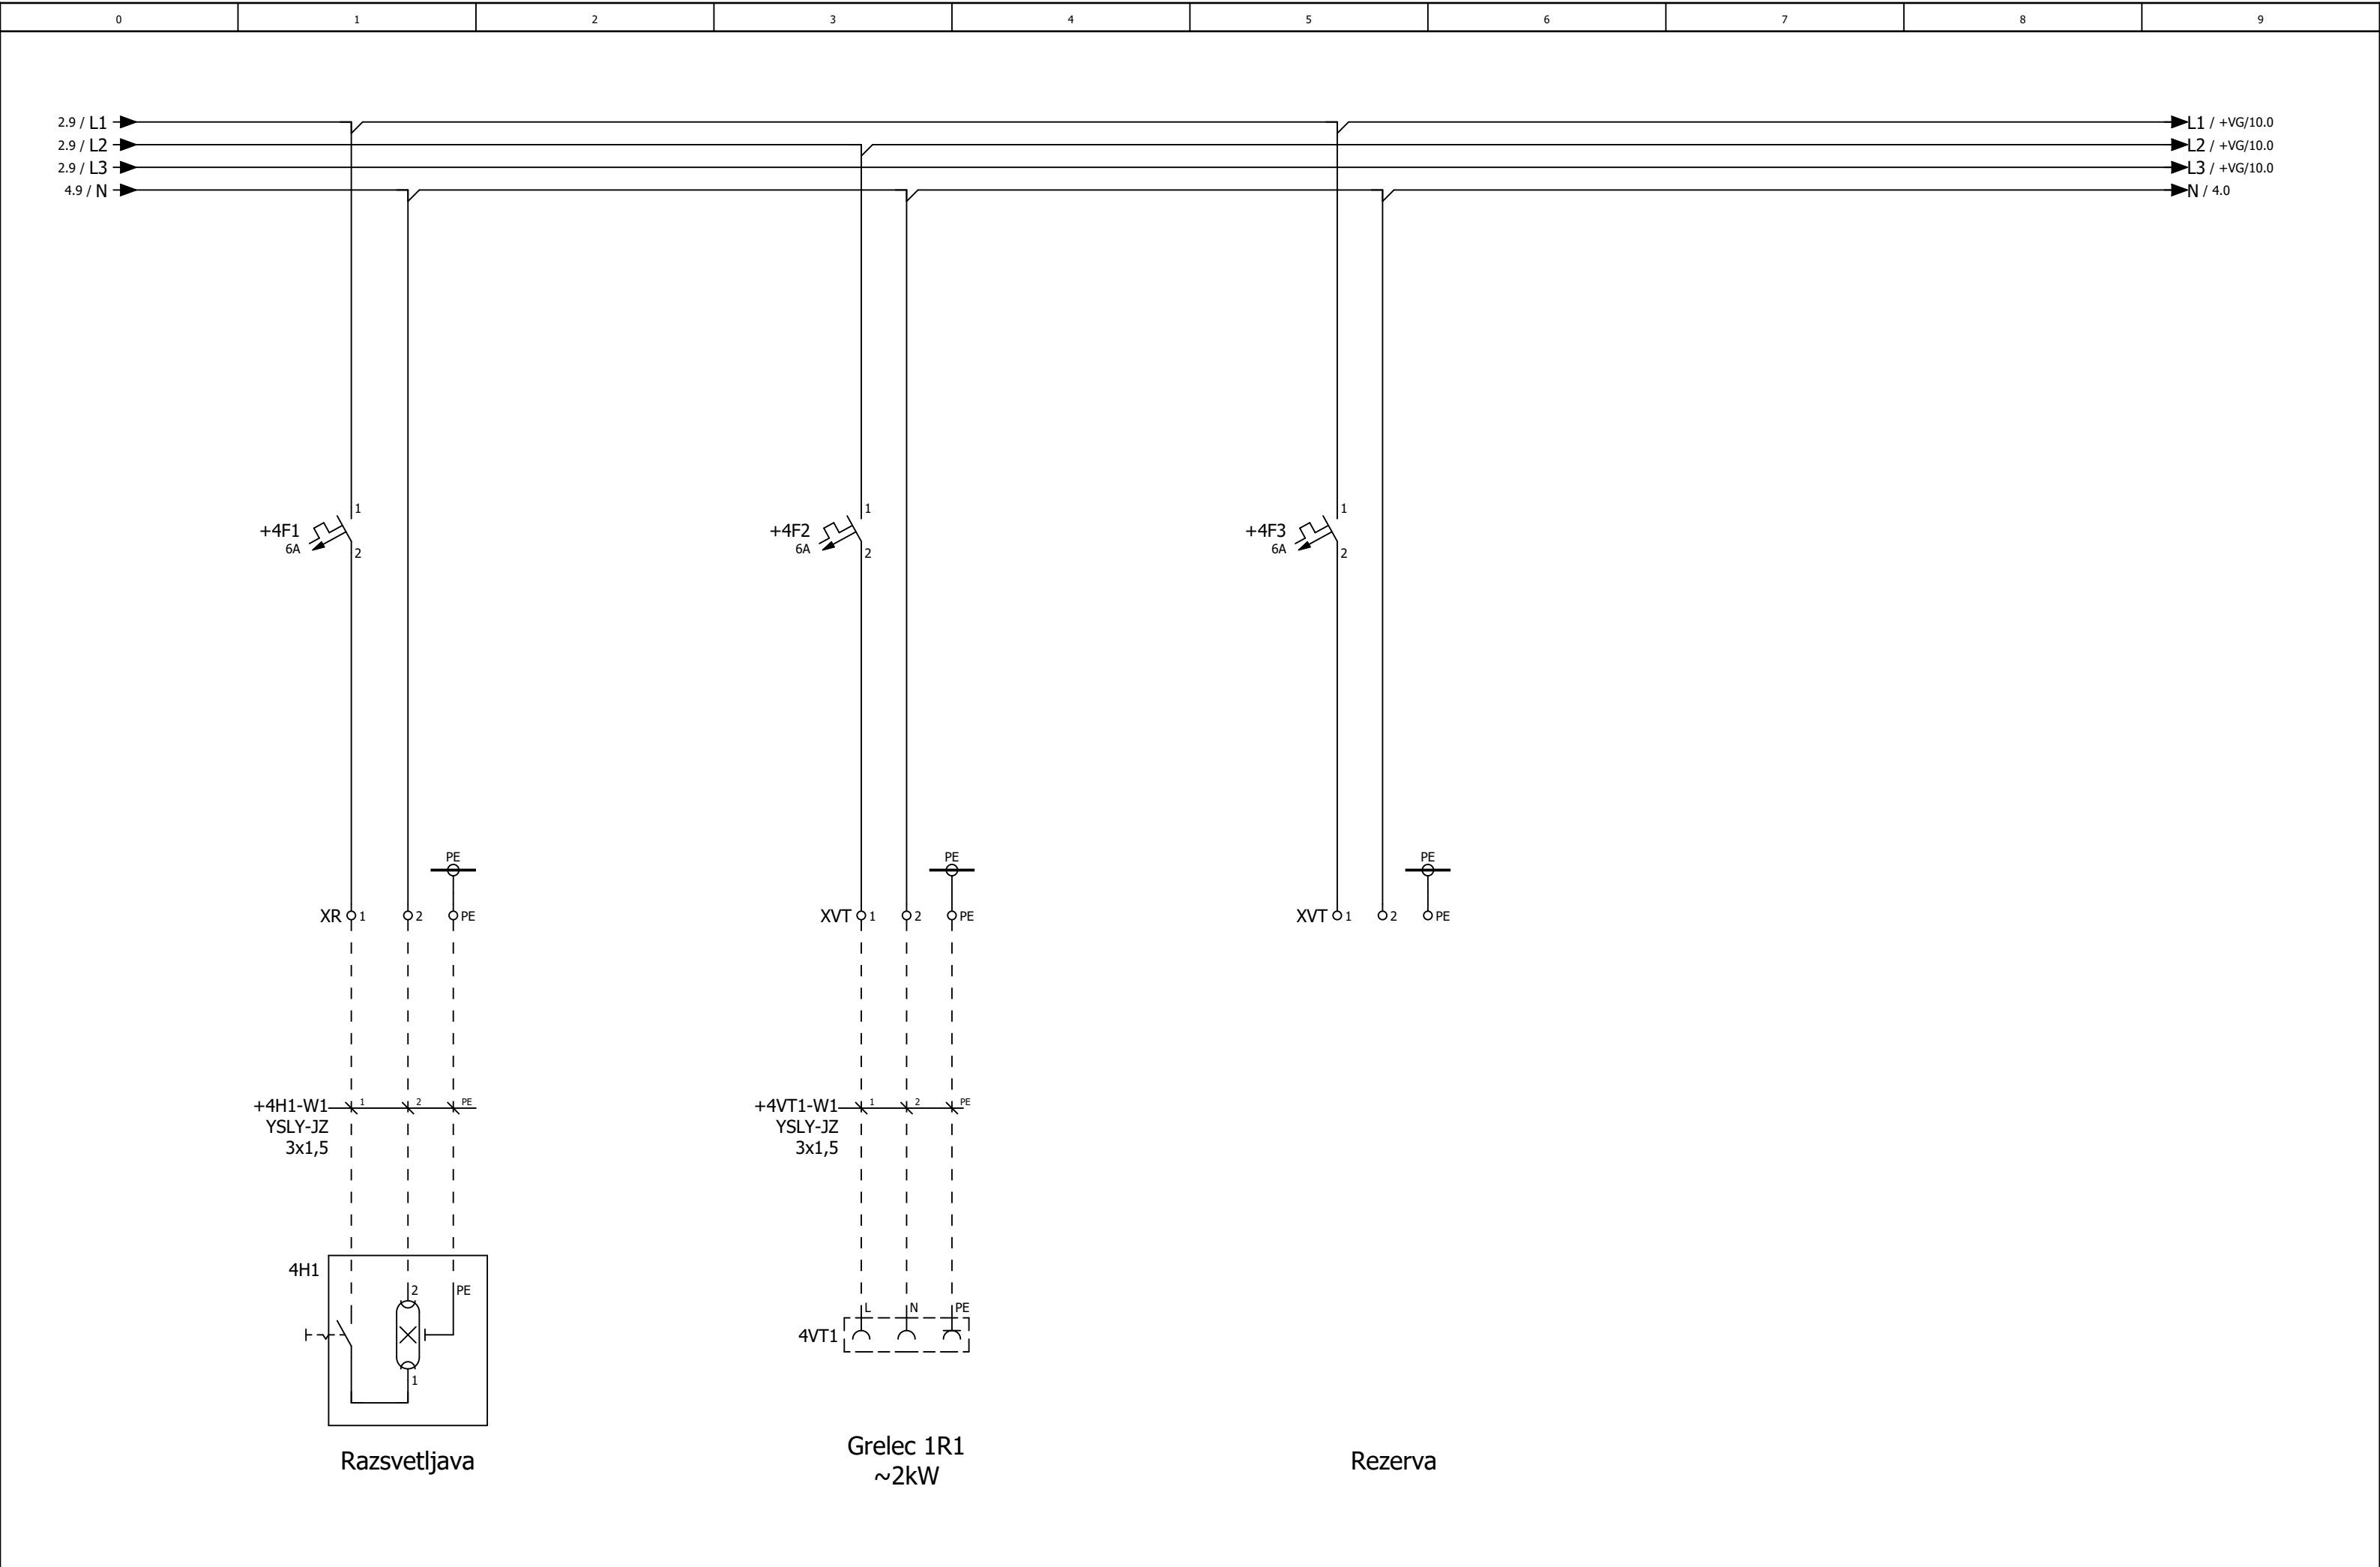 0 1 2 3 4 5 6 7 8 9
2.9 / L1 L1 / +VG/10.0
2.9 / L2 L2 / +VG/10.0
2.9 / L3 L3 / +VG/10.0
4.9 / N N / 4.0
1 1 1
+4F1 +4F2 +4F3
6A 6A 6A
2 2 2
PE PE PE
XR 1 2 PE XVT 1 2 PE XVT 1 2 PE
+4H1-W1 1 2 PE +4VT1-W1 1 2 PE
YSLY-JZ YSLY-JZ
3x1,5 3x1,5
4H1
2 PE
L N PE
4VT1
1
Grelec 1R1
Razsvetljava Rezerva
~2kW